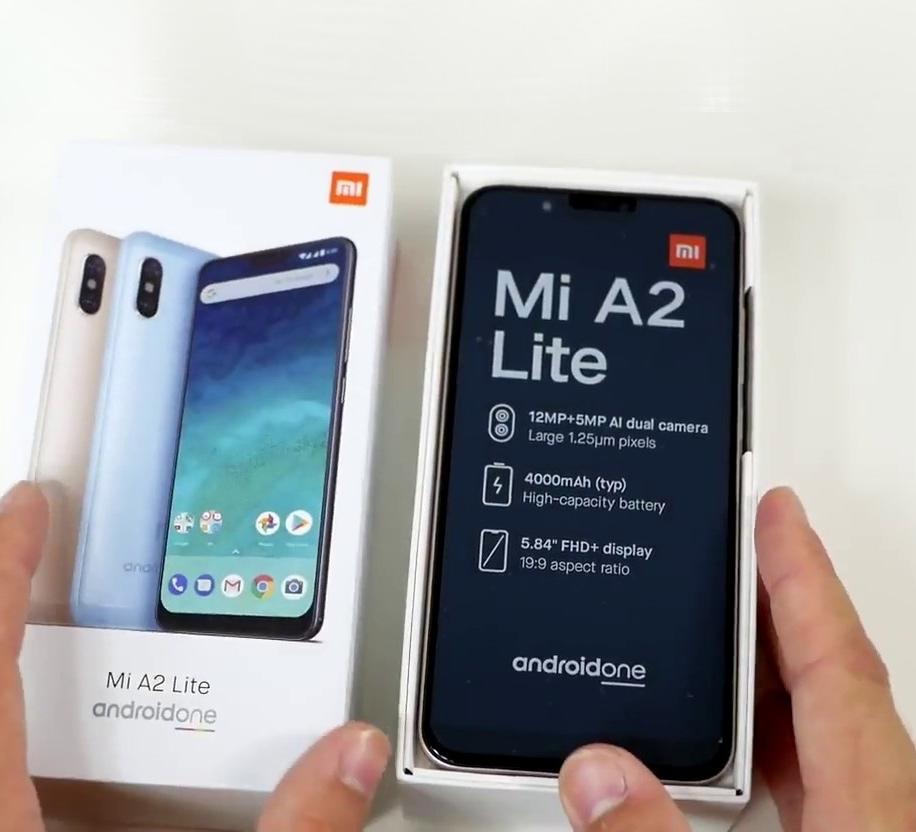 mi
Mi A2 Lite
androidone
mi
Mi A2
Lite
12MP+5MP AI dual camera
Large 1.25μm pixels
4000mAh (typ)
High-capacity battery
5.84" FHD+ display
19:9 aspect ratio
androidone